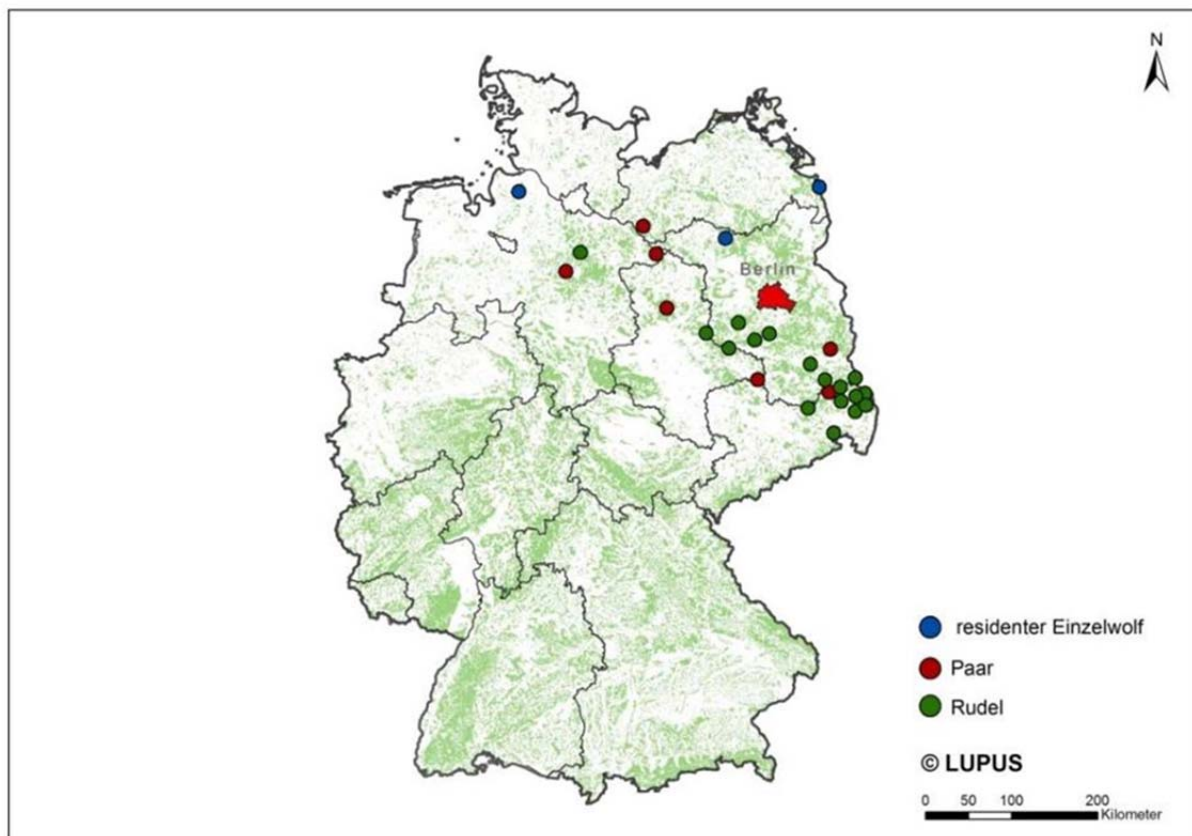 N
Berlin
residenter Einzelwolf
Paar
Rudel
© LUPUS
0 50 100 200
Kilometer